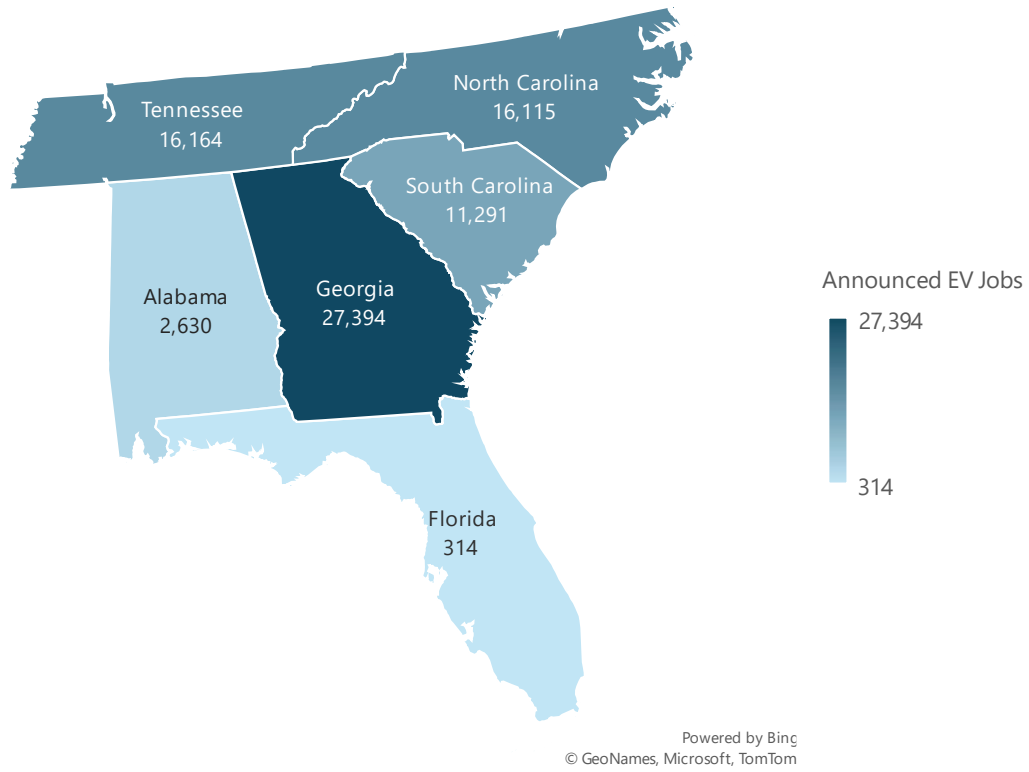 North Carolina
16,115
Tennessee
16,164
South Carolina
11,291
Georgia
27,394
Alabama
2,630
Florida
314
Announced EV Jobs
27,394
314
Powered by Bing
© GeoNames, Microsoft, TomTom